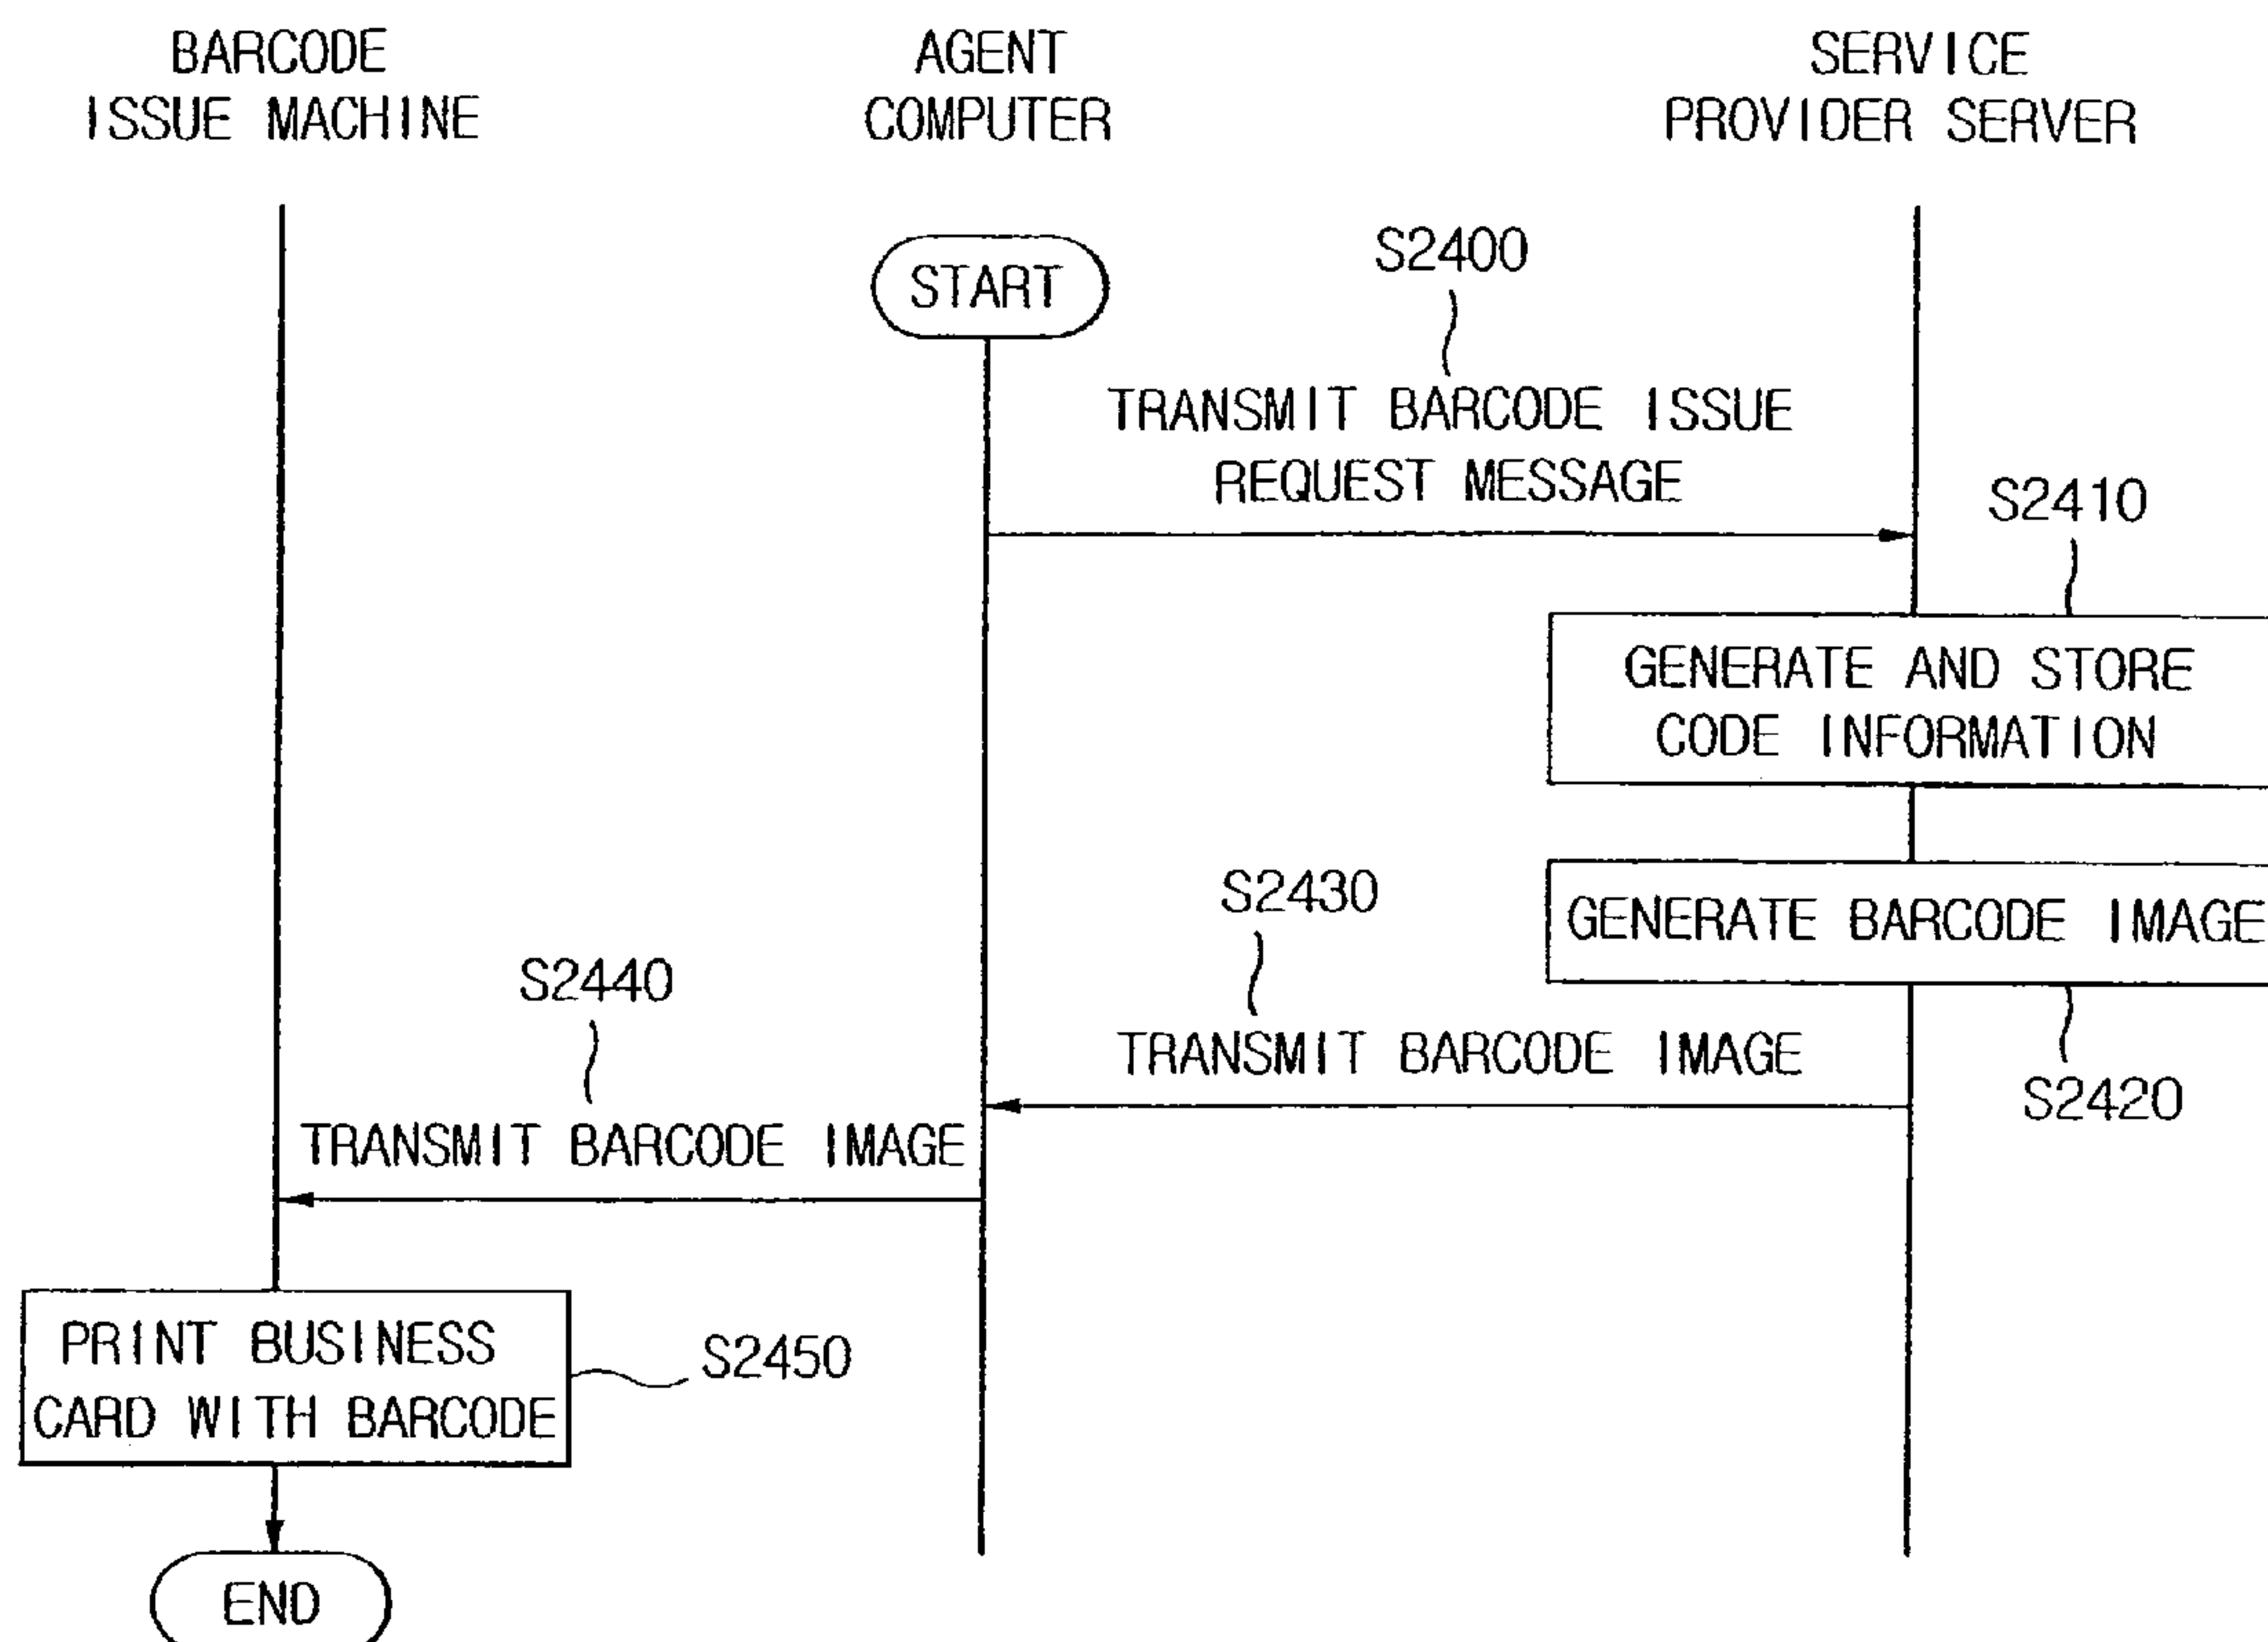 BARCODE
ISSUE MACHINE
AGENT
COMPUTER
SERVICE
PROVIDER SERVER
START
S2400
TRANSMIT BARCODE ISSUE
REQUEST MESSAGE
S2410
GENERATE AND STORE
CODE INFORMATION
GENERATE BARCODE IMAGE
S2420
S2430
TRANSMIT BARCODE IMAGE
S2440
TRANSMIT BARCODE IMAGE
PRINT BUSINESS
CARD WITH BARCODE
S2450
END